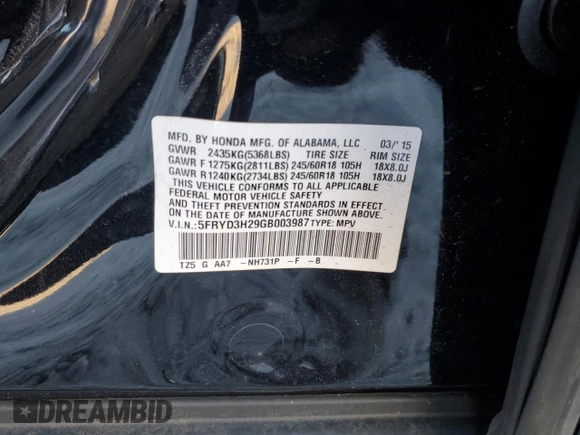 MFD. BY HONDA MFG. OF ALABAMA, LLC 03/'15
GVWR 2435KG(5368LBS) TIRE SIZE RIM SIZE
GAWR F 1275KG(2811LBS) 245/60R18 105H 18X8.0J
GAWR R 1240KG(2734LBS) 245/60R18 105H 18X8.0J
THIS VEHICLE CONFORMS TO ALL APPLICABLE
FEDERAL MOTOR VEHICLE SAFETY
AND THEFT PREVENTION STANDARDS IN EFFECT
ON THE DATE OF MANUFACTURE SHOWN ABOVE.
V.I.N.:5FRYD3H29GB003987 TYPE: MPV
TZ5 G AA7 -NH731P -F -B
DREAMBID